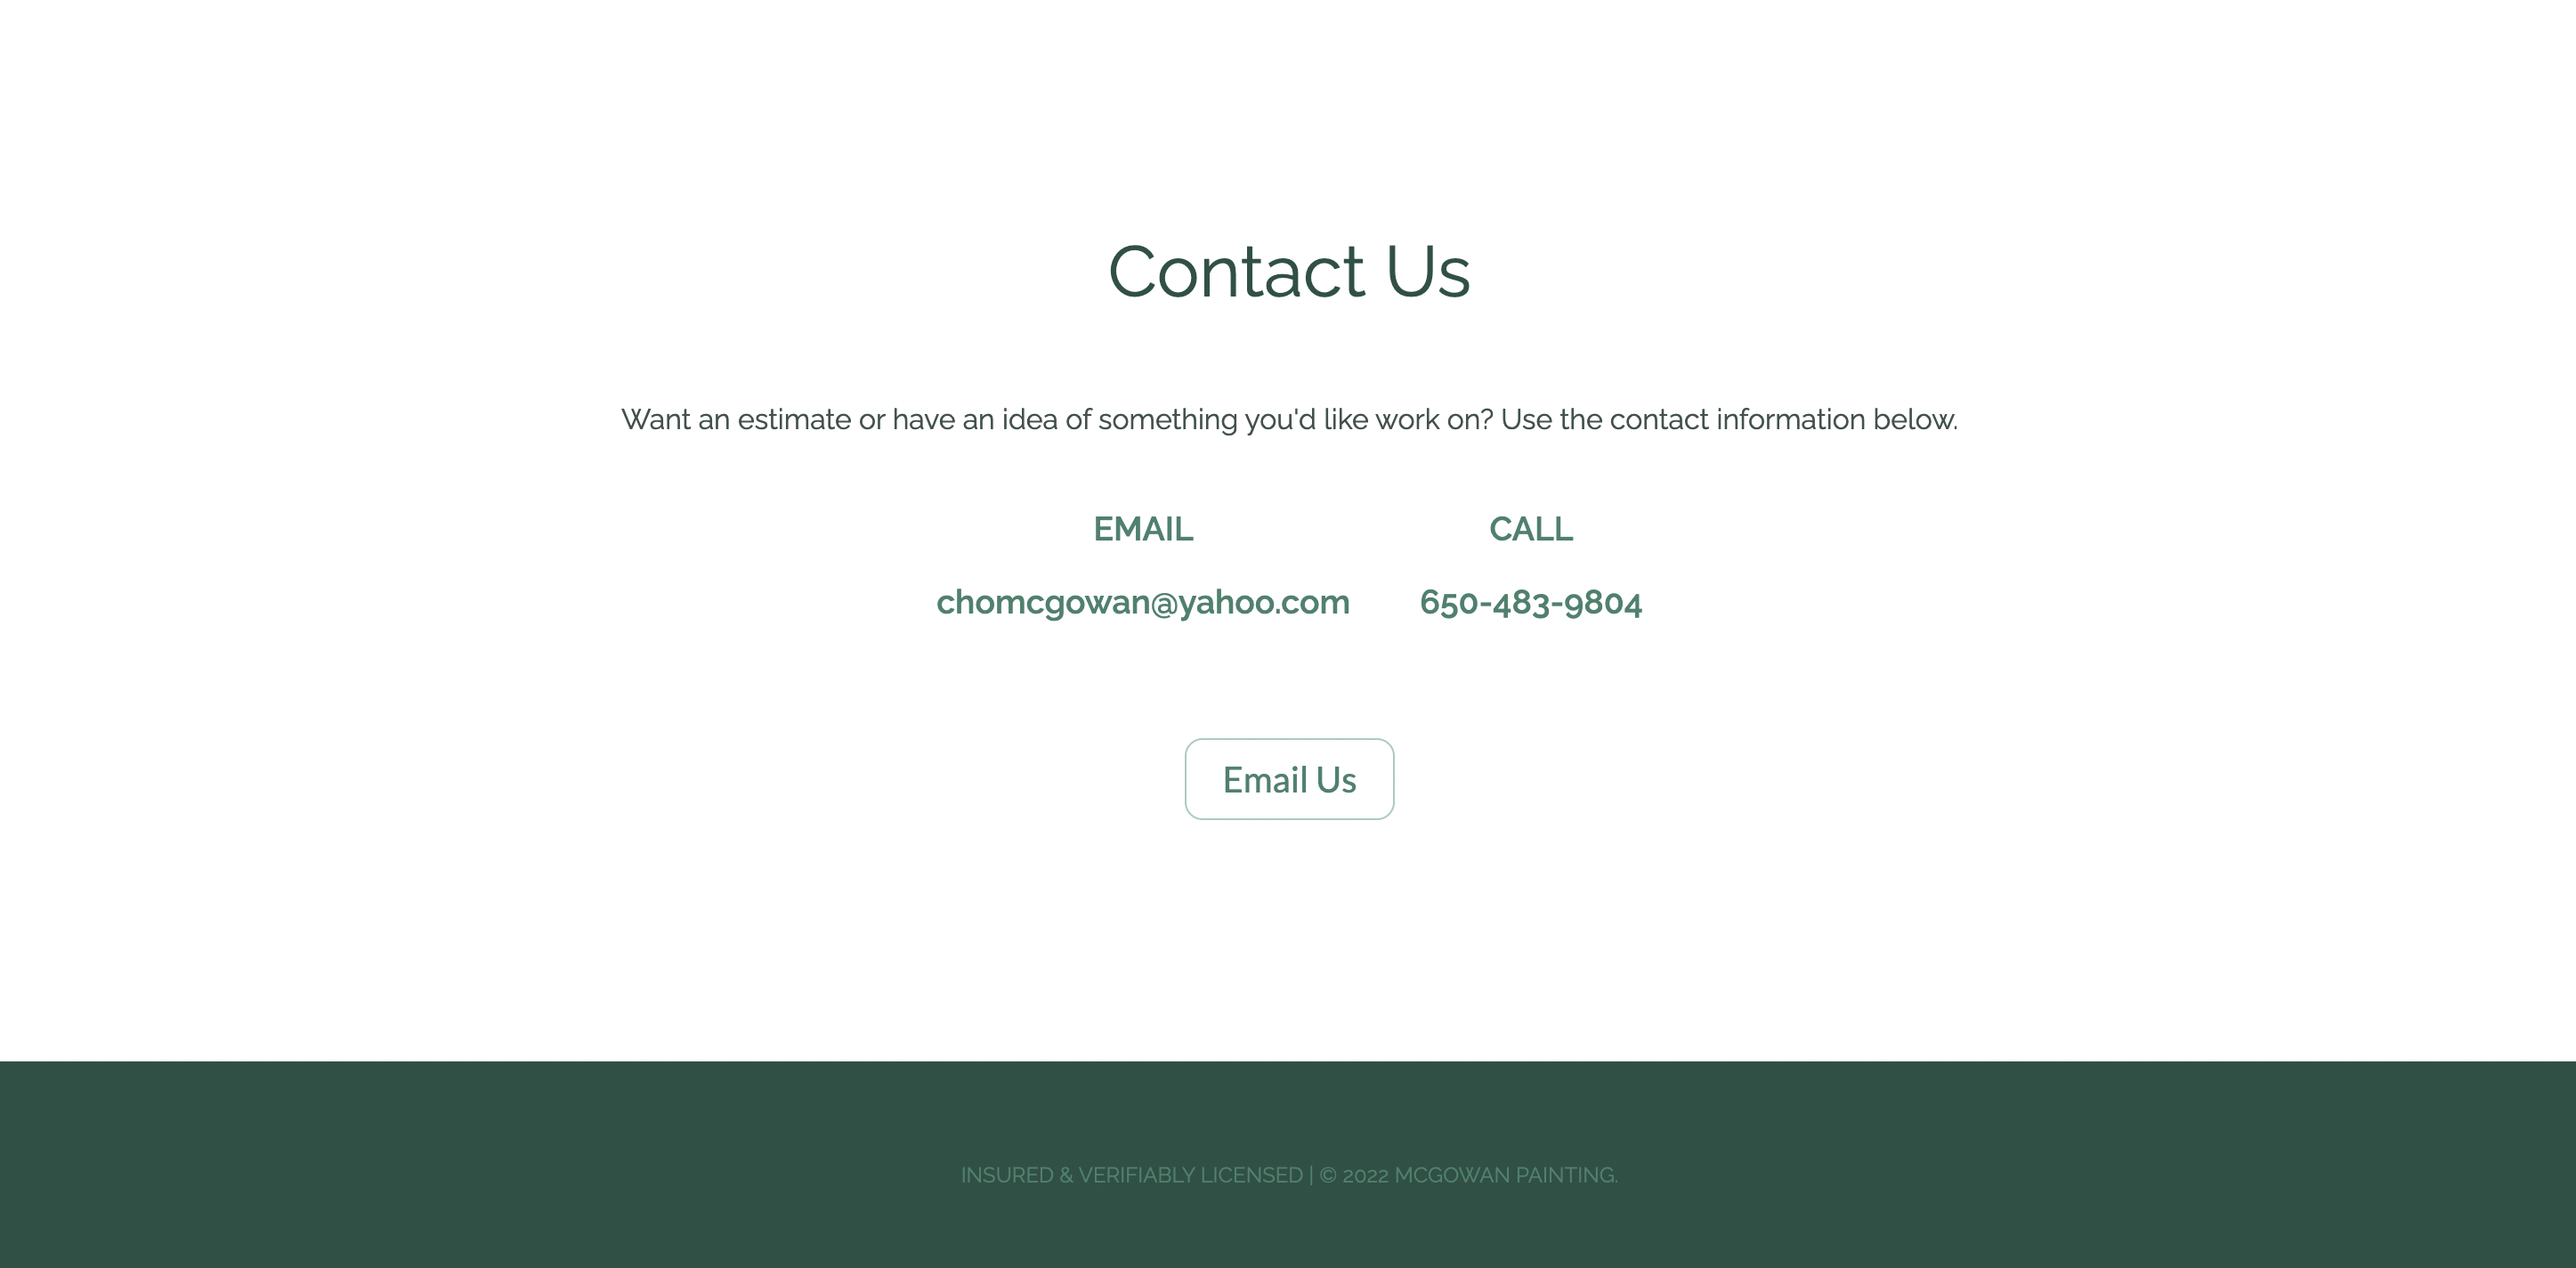 Contact Us
Want an estimate or have an idea of something you'd like work on? Use the contact information below.
EMAIL
chomcgowan@yahoo.com
CALL
650-483-9804
Email Us
INSURED & VERIFIABLY LICENSED | © 2022 MCGOWAN PAINTING.